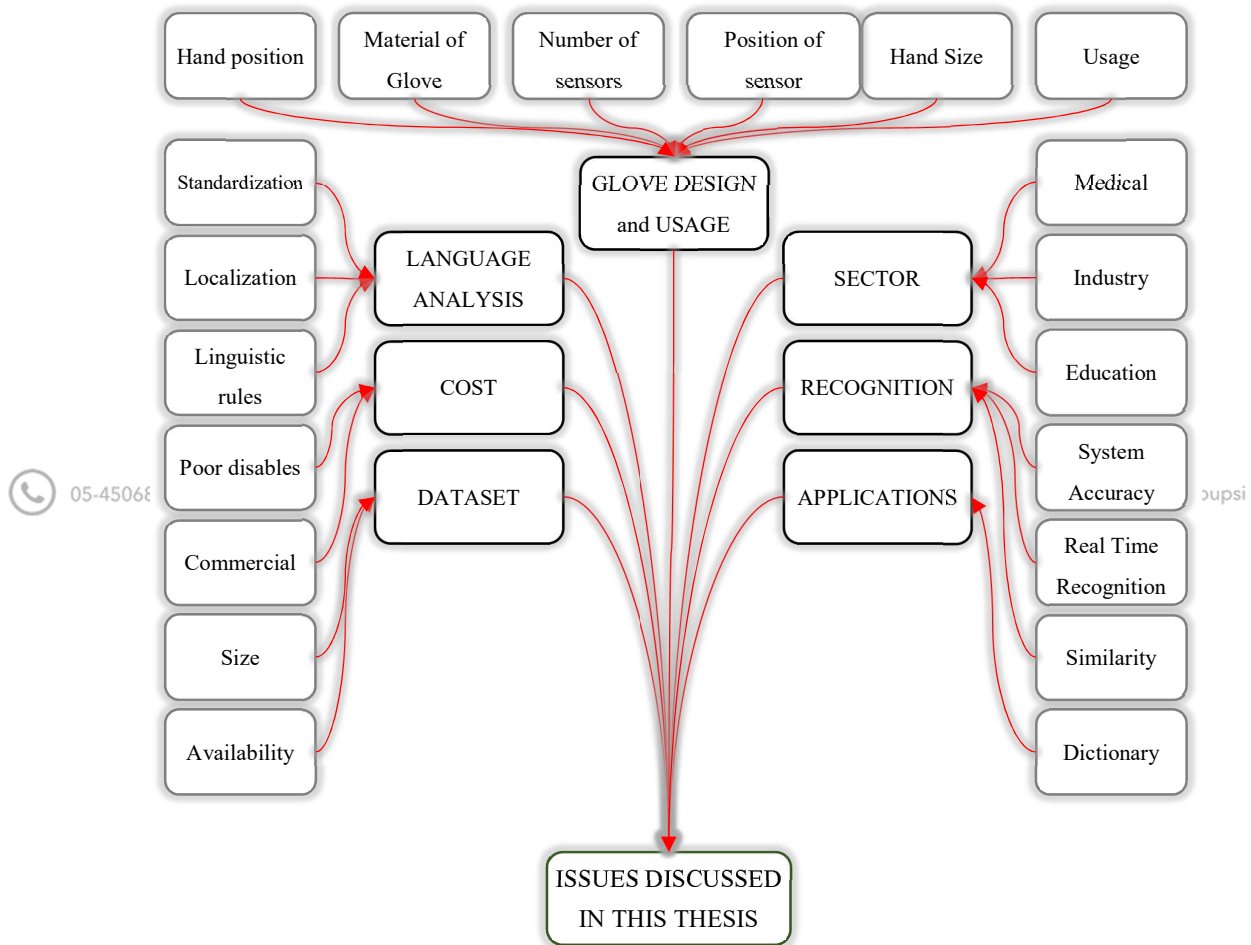 Hand position
Material of
Glove
Number of
sensors
Position of
sensor
Hand Size
Usage
GLOVE DESIGN
and USAGE
Standardization
Localization
Linguistic
rules
Poor disables
Commercial
Size
Availability
LANGUAGE
ANALYSIS
COST
DATASET
SECTOR
RECOGNITION
APPLICATIONS
Medical
Industry
Education
System
Accuracy
Real Time
Recognition
Similarity
Dictionary
05-45068
pupsi
ISSUES DISCUSSED
IN THIS THESIS